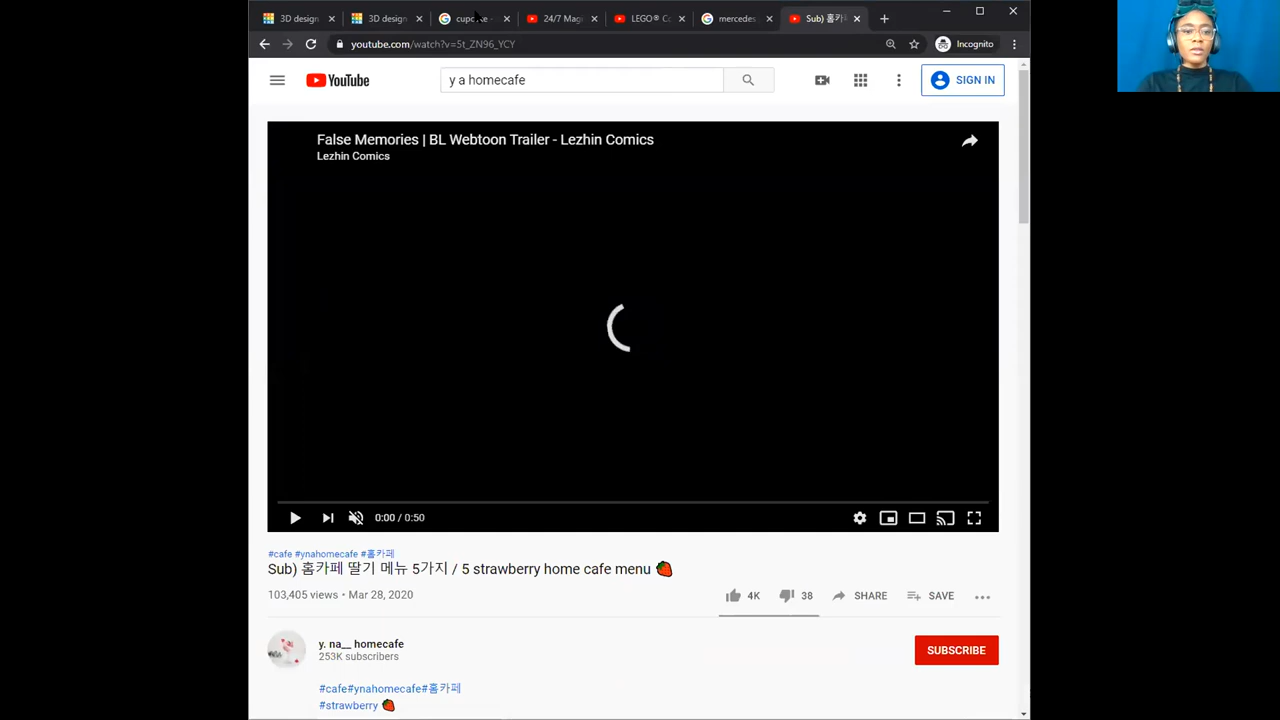 3D design
3D design
cupcake -
24/7 Mag
LEGO® C
mercedes
Sub) 홈카
youtube.com/watch?v=5t_ZN96_YCY
Incognito
YouTube
y a homecafe
SIGN IN
False Memories | BL Webtoon Trailer - Lezhin Comics
Lezhin Comics
0:00 / 0:50
#cafe #ynahomecafe #홈카페
Sub) 홈카페 딸기 메뉴 5가지 / 5 strawberry home cafe menu 🍓
103,405 views • Mar 28, 2020
4K
38
SHARE
SAVE
y. na__ homecafe
253K subscribers
SUBSCRIBE
#cafe#ynahomecafe#홈카페
#strawberry 🍓